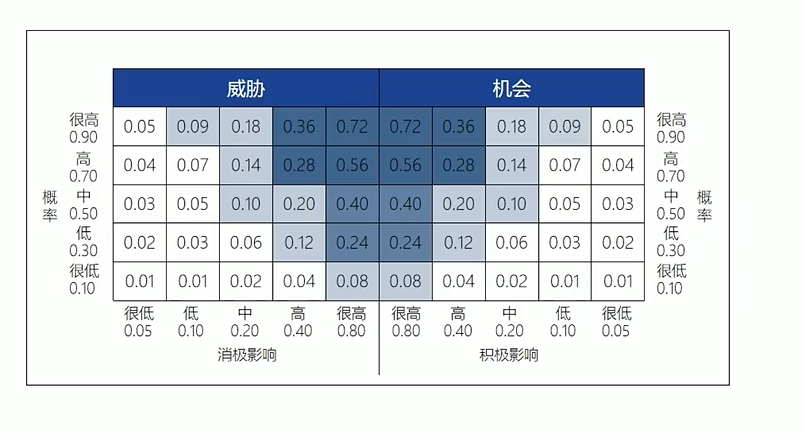 威胁 机会
很高 0.90 0.05 0.09 0.18 0.36 0.72 0.72 0.36 0.18 0.09 0.05 很高 0.90
高 0.70 0.04 0.07 0.14 0.28 0.56 0.56 0.28 0.14 0.07 0.04 高 0.70
概率 中 0.50 0.03 0.05 0.10 0.20 0.40 0.40 0.20 0.10 0.05 0.03 中 0.50 概率
低 0.30 0.02 0.03 0.06 0.12 0.24 0.24 0.12 0.06 0.03 0.02 低 0.30
很低 0.10 0.01 0.01 0.02 0.04 0.08 0.08 0.04 0.02 0.01 0.01 很低 0.10
很低 低 中 高 很高 很高 高 中 低 很低
0.05 0.10 0.20 0.40 0.80 0.80 0.40 0.20 0.10 0.05
消极影响 积极影响